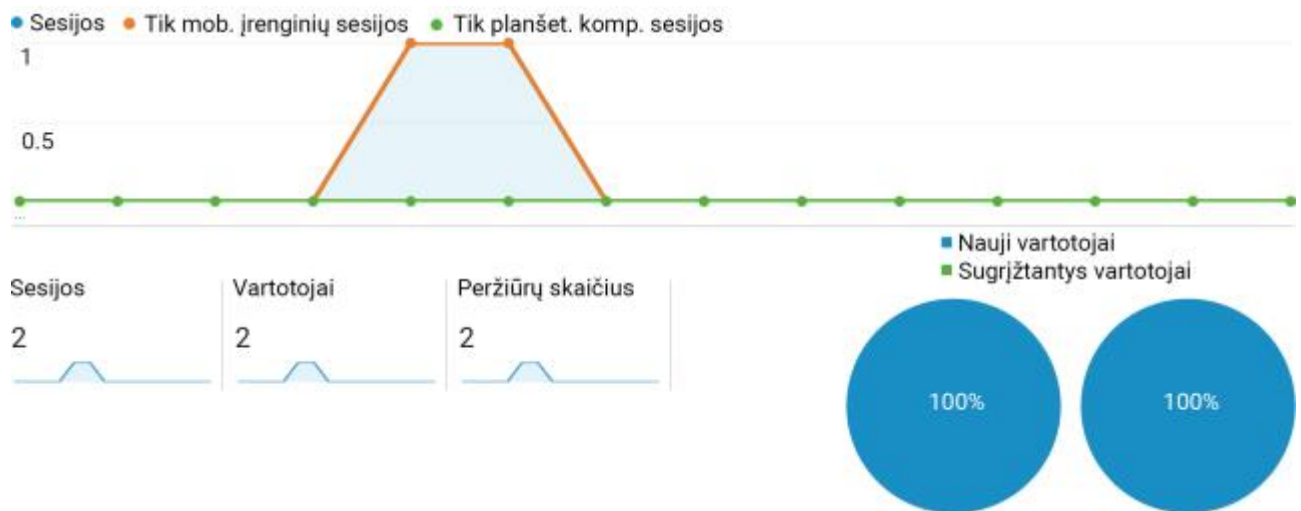 Sesijos Tik mob. įrenginių sesijos Tik planšet. komp. sesijos
1
0.5
...
Nauji vartotojai
Sugrįžtantys vartotojai
Sesijos Vartotojai Peržiūrų skaičius
2 2 2
100% 100%